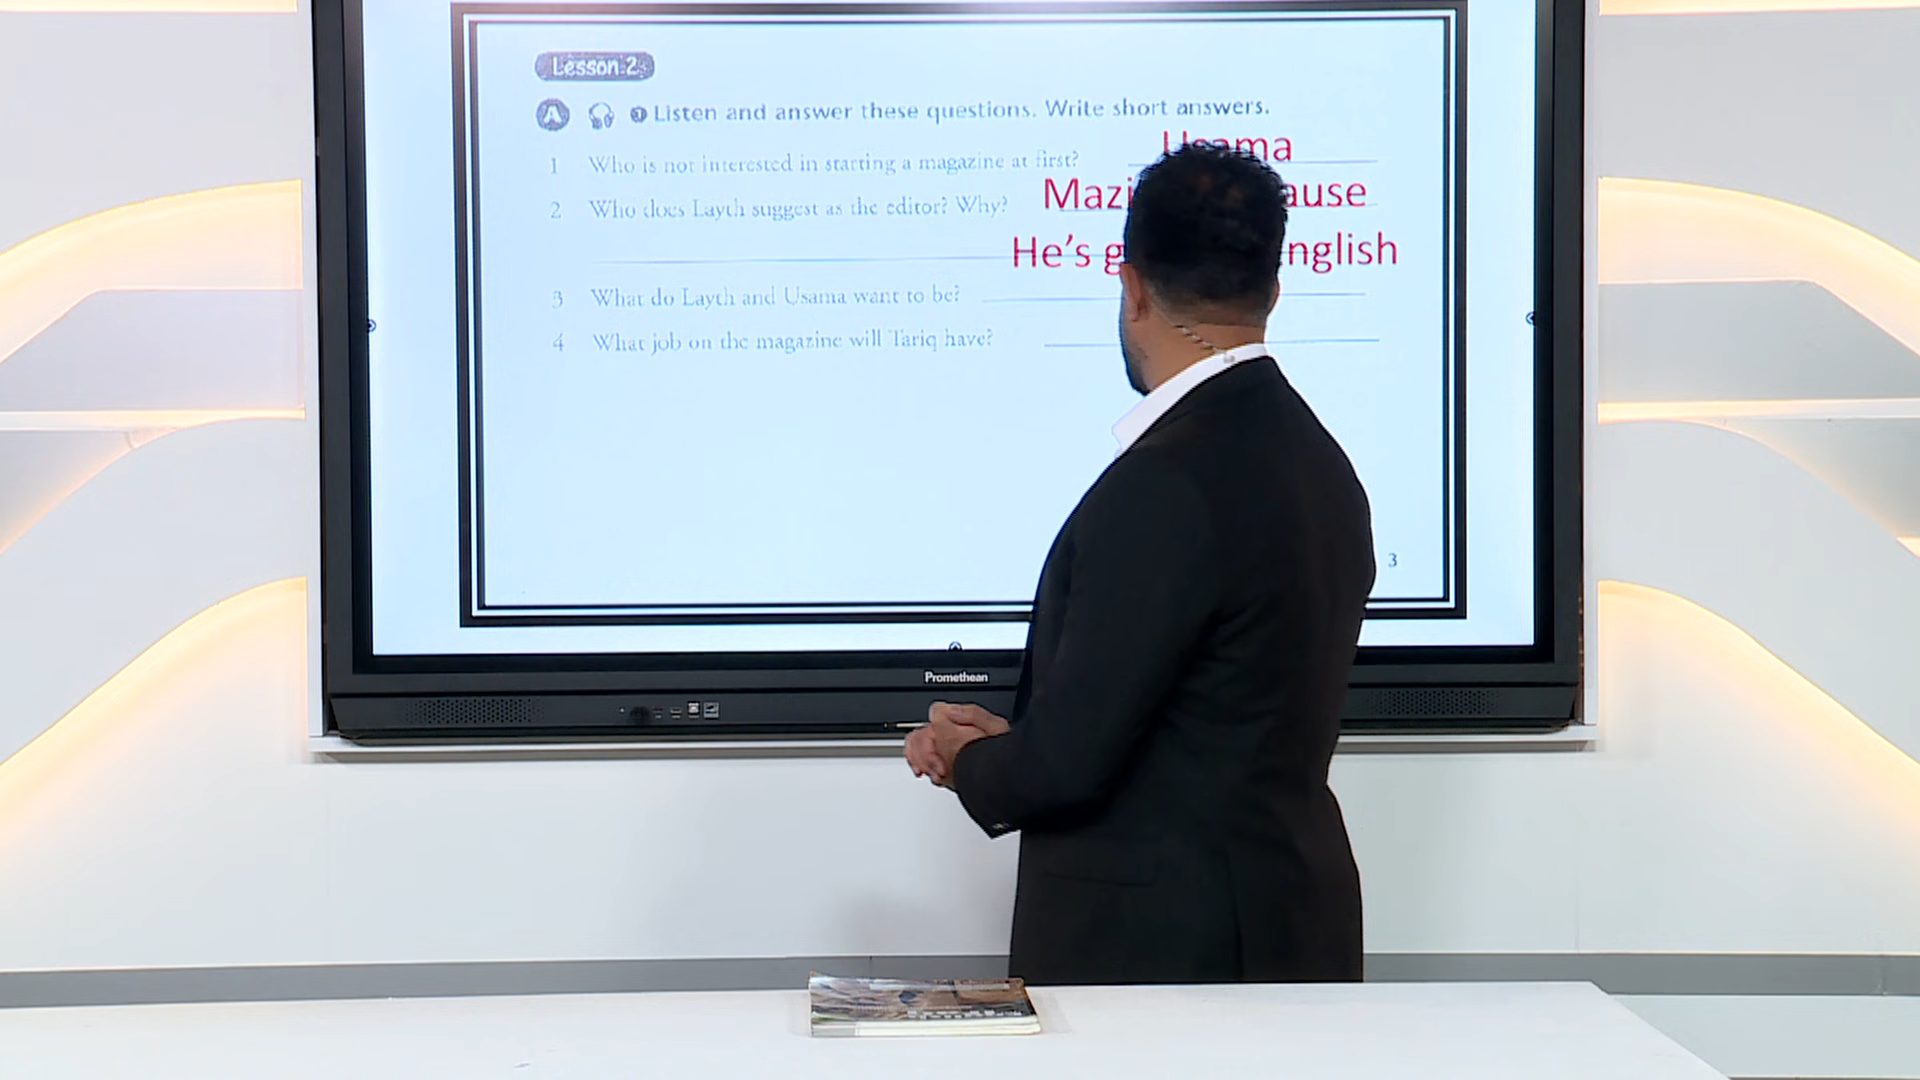 Lesson 2
A 3 Listen and answer these questions. Write short answers.
1 Who is not interested in starting a magazine at first? Usama
2 Who does Layth suggest as the editor? Why? Mazi ause
He's g nglish
3 What do Layth and Usama want to be?
4 What job on the magazine will Tariq have?
3
Promethean